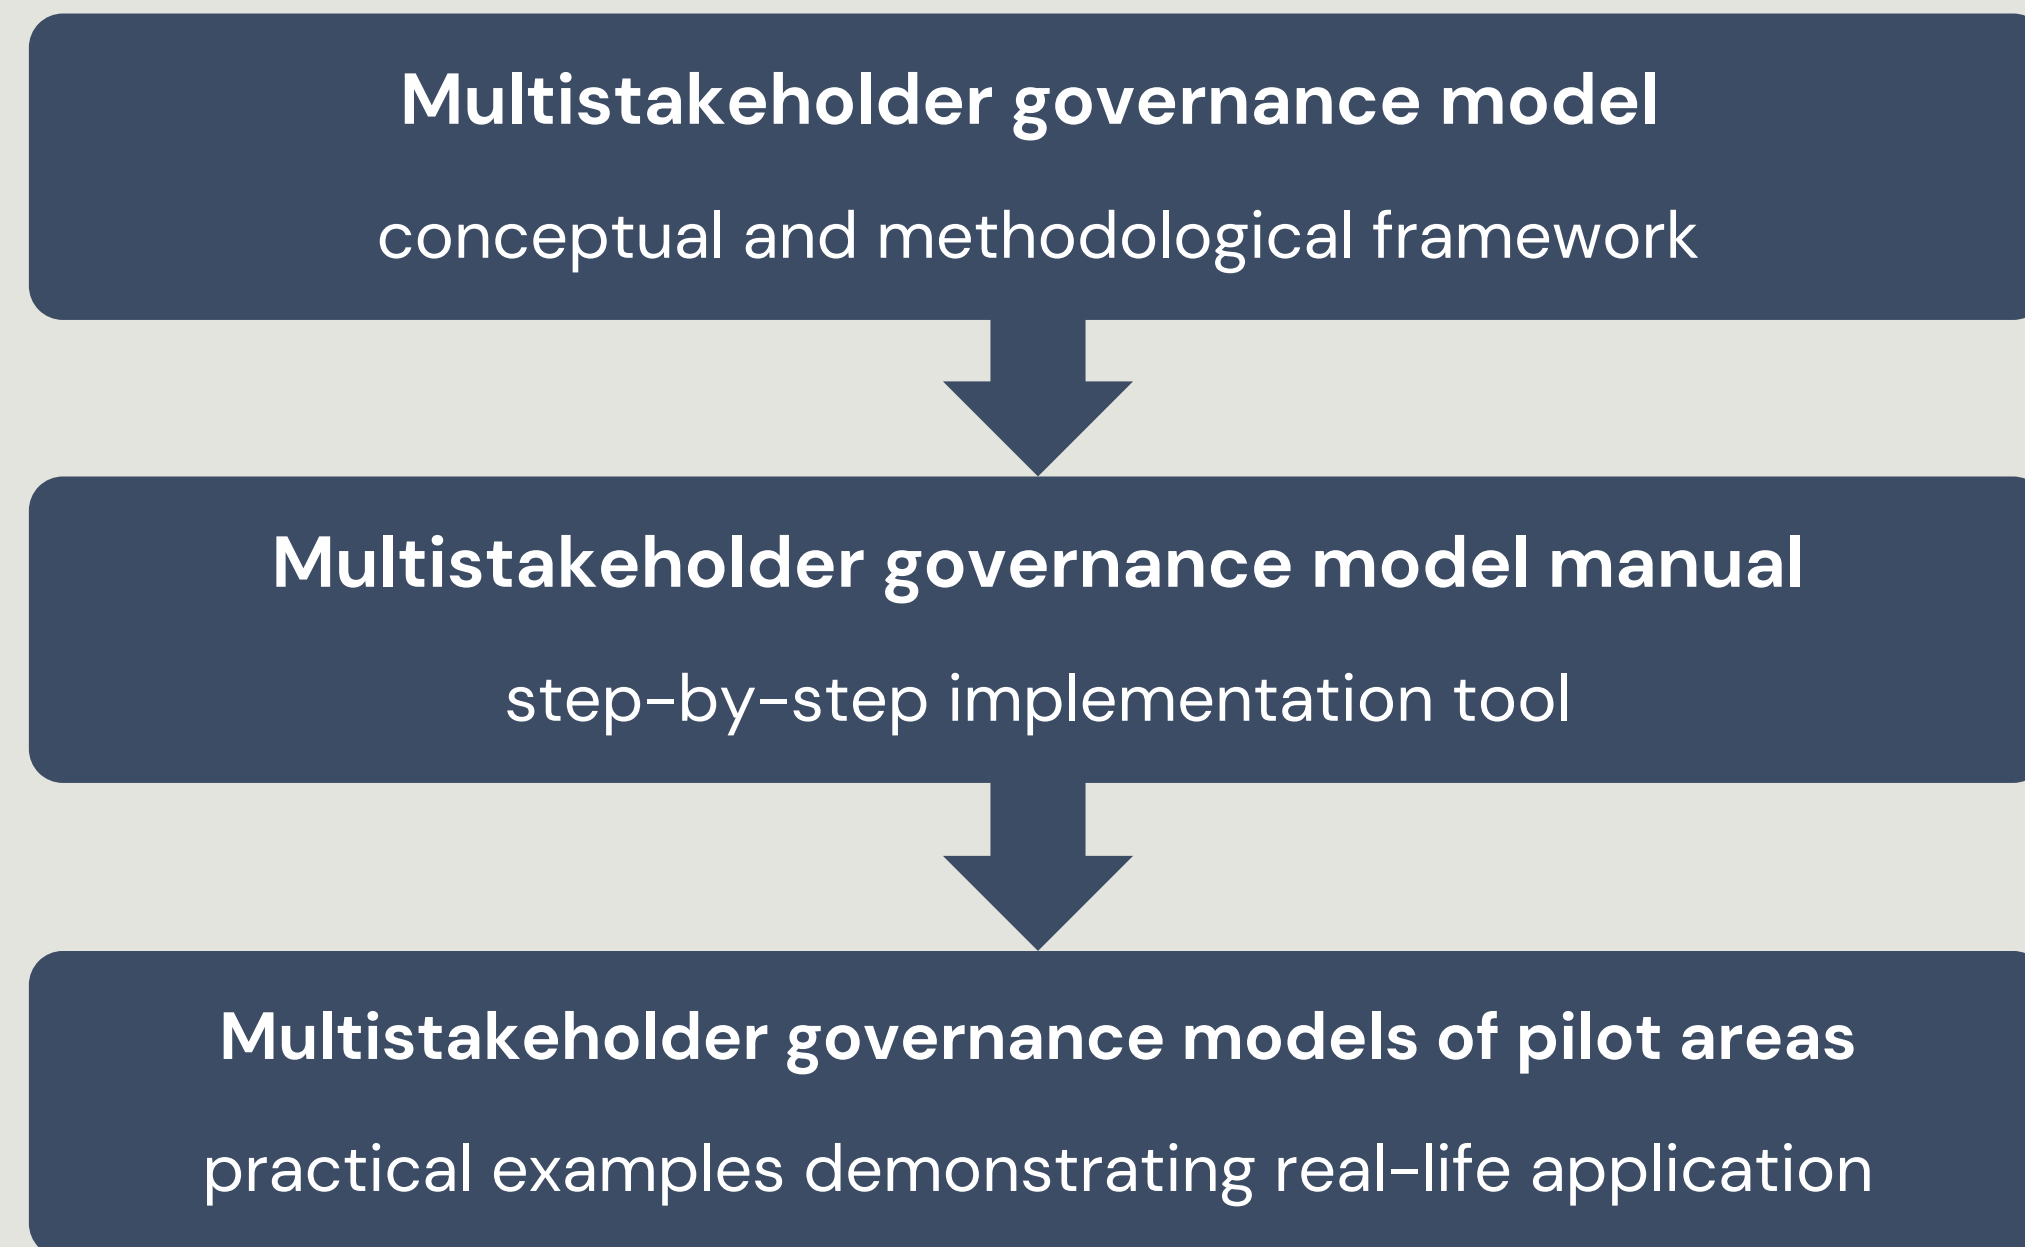 Multistakeholder governance model
conceptual and methodological framework
Multistakeholder governance model manual
step-by-step implementation tool
Multistakeholder governance models of pilot areas
practical examples demonstrating real-life application